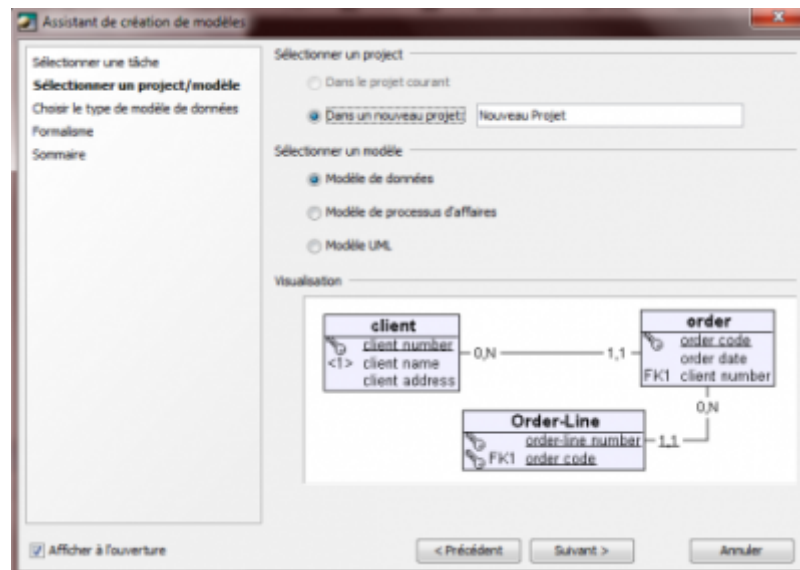 Assistant de création de modèles
Sélectionner une tâche
Sélectionner un project/modèle
Choisir le type de modèle de données
Formalisme
Sommaire
Sélectionner un project
Dans le projet courant
Dans un nouveau projet: Nouveau Projet
Sélectionner un modèle
Modèle de données
Modèle de processus d'affaires
Modèle UML
Visualisation
client
client number
<1> client name
client address
0,N
1,1
order
order code
order date
FK1 client number
0,N
Order-Line
order-line number
FK1 order code
1,1
Afficher à l'ouverture
< Précédent
Suivant >
Annuler